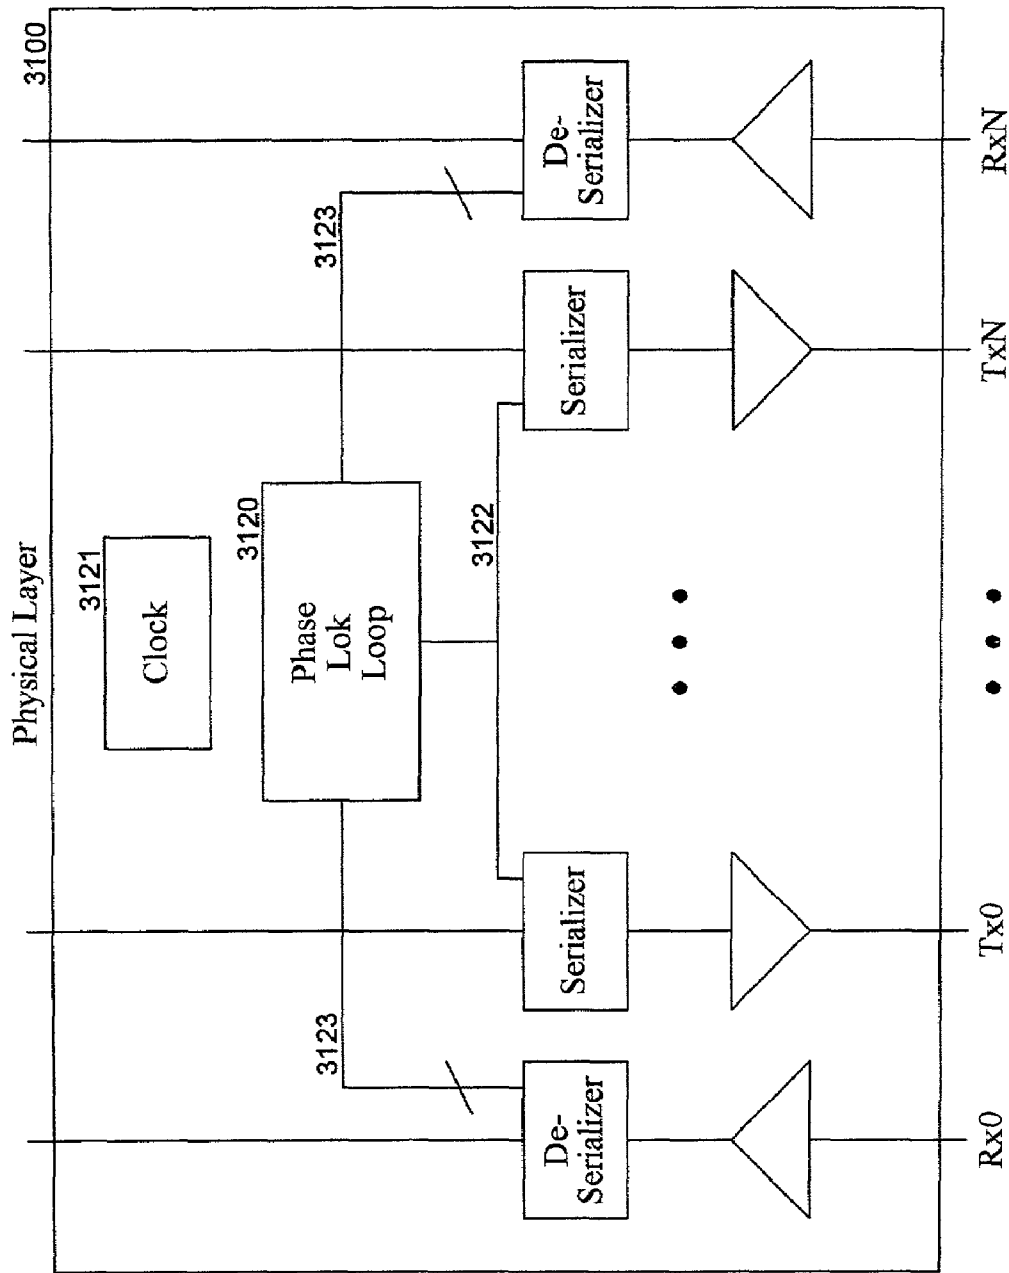 Physical Layer
3100
3121
Clock
3120
Phase
Lok
Loop
3123
3123
3122
De-
Serializer
Serializer
Serializer
De-
Serializer
Rx0
Tx0
TxN
RxN